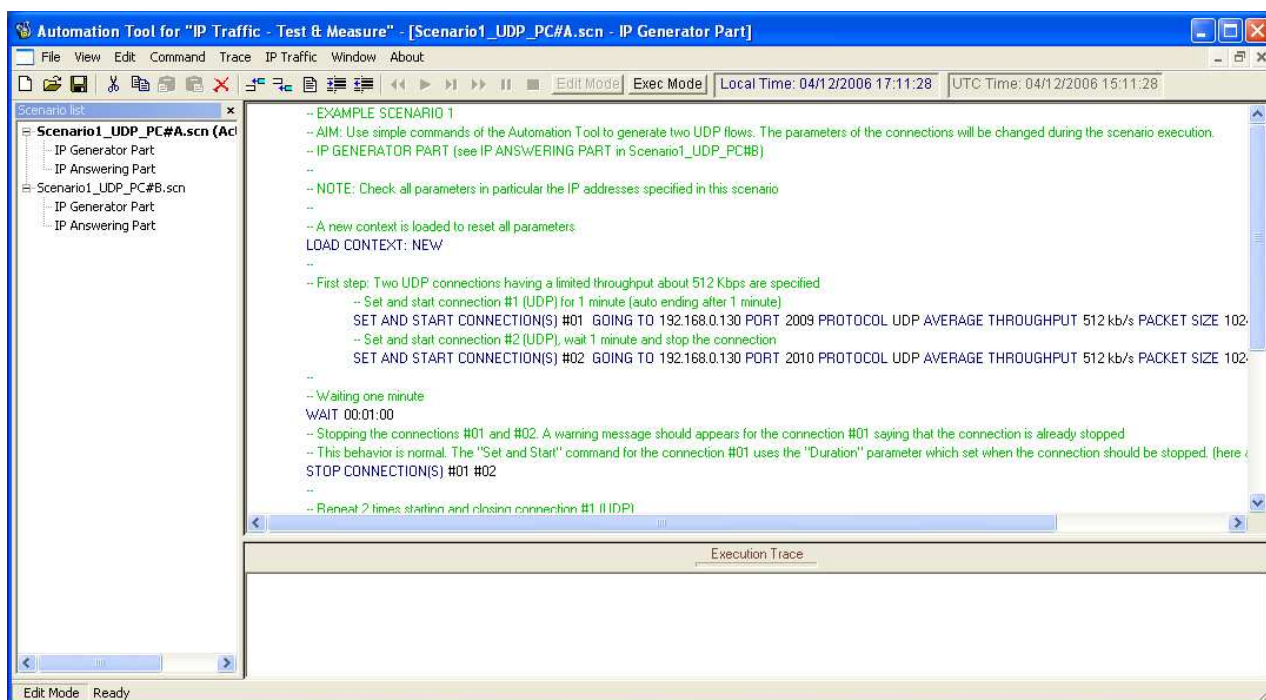 Automation Tool for "IP Traffic - Test & Measure" - [Scenario1_UDP_PC#A.scn - IP Generator Part]
File View Edit Command Trace IP Traffic Window About
Edit Mode Exec Mode Local Time: 04/12/2006 17:11:28 UTC Time: 04/12/2006 15:11:28
Scenario list
Scenario1_UDP_PC#A.scn (Act
IP Generator Part
IP Answering Part
Scenario1_UDP_PC#B.scn
IP Generator Part
IP Answering Part
-- EXAMPLE SCENARIO 1
-- AIM: Use simple commands of the Automation Tool to generate two UDP flows. The parameters of the connections will be changed during the scenario execution.
-- IP GENERATOR PART (see IP ANSWERING PART in Scenario1_UDP_PC#B)
--
-- NOTE: Check all parameters in particular the IP addresses specified in this scenario
--
-- A new context is loaded to reset all parameters
LOAD CONTEXT: NEW
--
-- First step: Two UDP connections having a limited throughput about 512 Kbps are specified
-- Set and start connection #1 (UDP) for 1 minute (auto ending after 1 minute)
SET AND START CONNECTION(S) #01 GOING TO 192.168.0.130 PORT 2009 PROTOCOL UDP AVERAGE THROUGHPUT 512 kb/s PACKET SIZE 102
-- Set and start connection #2 (UDP), wait 1 minute and stop the connection
SET AND START CONNECTION(S) #02 GOING TO 192.168.0.130 PORT 2010 PROTOCOL UDP AVERAGE THROUGHPUT 512 kb/s PACKET SIZE 102
--
-- Waiting one minute
WAIT 00:01:00
-- Stopping the connections #01 and #02. A warning message should appears for the connection #01 saying that the connection is already stopped
-- This behavior is normal. The "Set and Start" command for the connection #01 uses the "Duration" parameter which set when the connection should be stopped. (here
STOP CONNECTION(S) #01 #02
--
-- Repeat 2 times starting and closing connection #1 (UDP)
Execution Trace
Edit Mode Ready